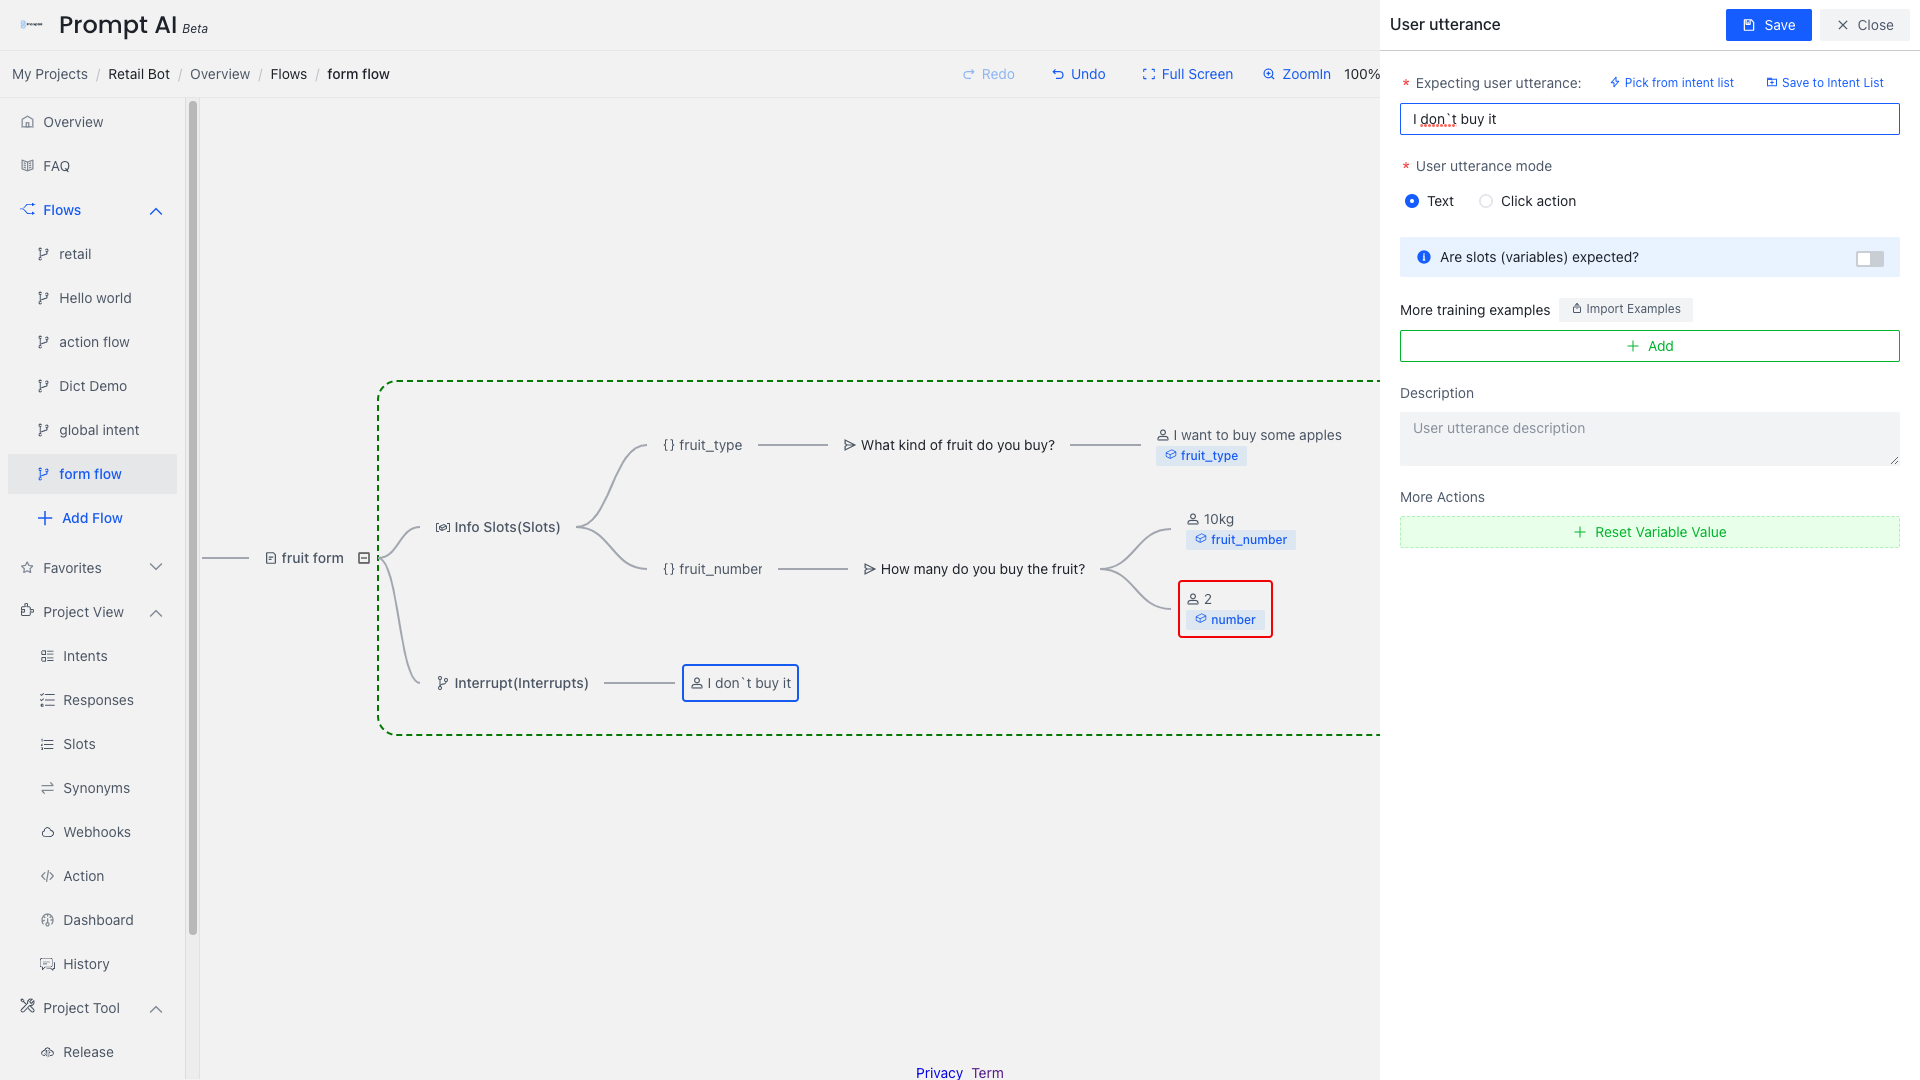 Prompt AI Beta
My Projects / Retail Bot / Overview / Flows / form flow
Redo Undo Full Screen ZoomIn 100%
Overview
FAQ
Flows
retail
Hello world
action flow
Dict Demo
global intent
form flow
Add Flow
Favorites
Project View
Intents
Responses
Slots
Synonyms
Webhooks
Action
Dashboard
History
Project Tool
Release
fruit form
Info Slots(Slots)
{} fruit_type
What kind of fruit do you buy?
I want to buy some apples
fruit_type
{} fruit_number
How many do you buy the fruit?
10kg
fruit_number
2
number
Interrupt(Interrupts)
I don`t buy it
Privacy Term
User utterance
Save
Close
* Expecting user utterance:
Pick from intent list
Save to Intent List
I don`t buy it
* User utterance mode
Text
Click action
Are slots (variables) expected?
More training examples
Import Examples
Add
Description
User utterance description
More Actions
Reset Variable Value